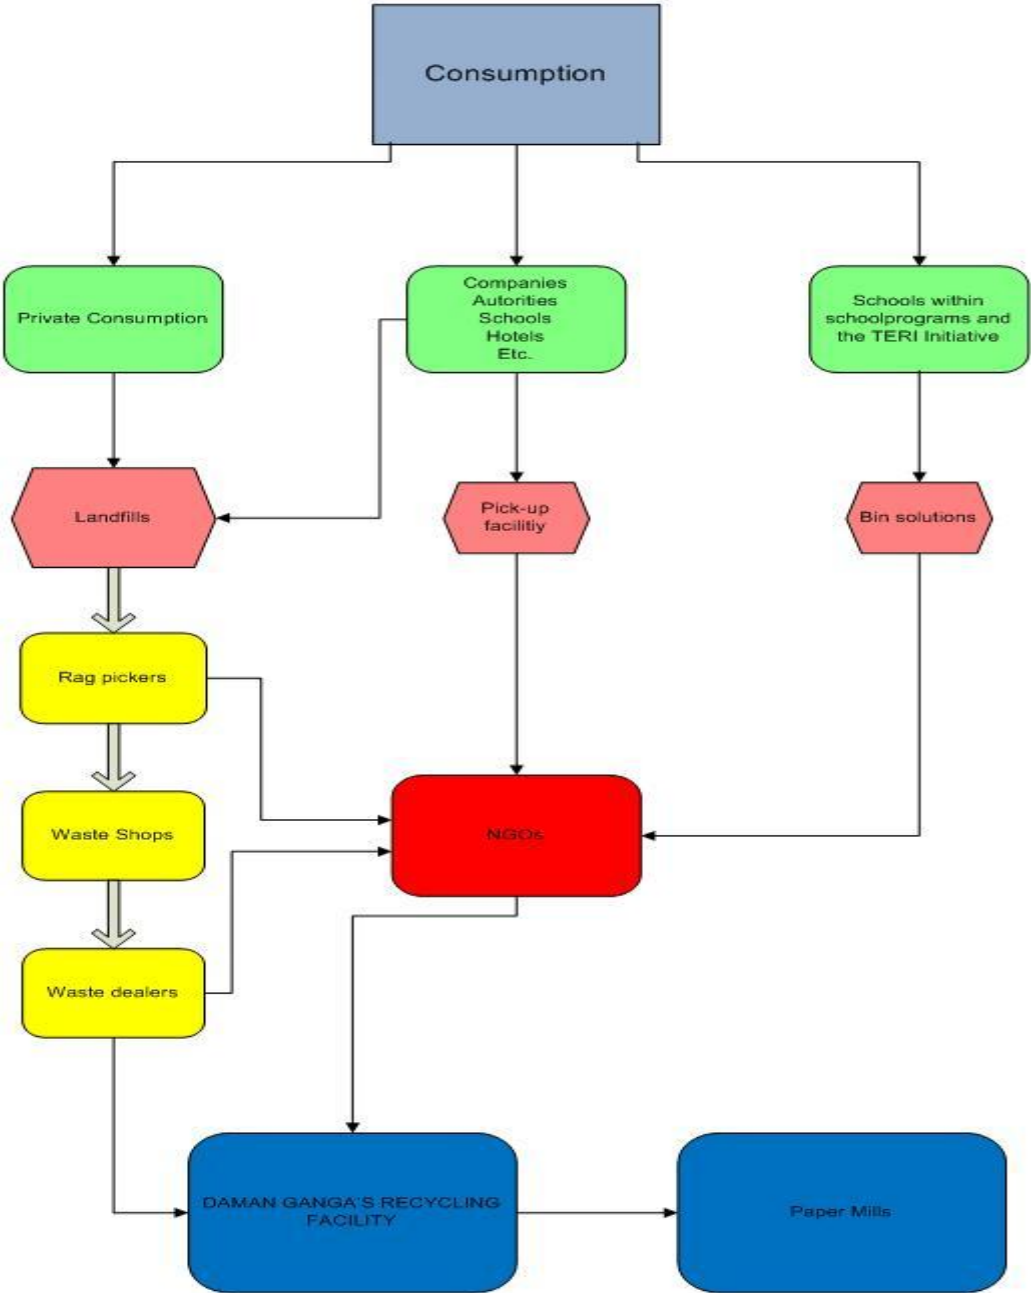 Consumption
Private Consumption
Companies
Autorities
Schools
Hotels
Etc.
Schools within
schoolprograms and
the TERI Initiative
Landfills
Pick-up
facilitiy
Bin solutions
Rag pickers
Waste Shops
NGOs
Waste dealers
DAMAN GANGA'S RECYCLING
FACILITY
Paper Mills